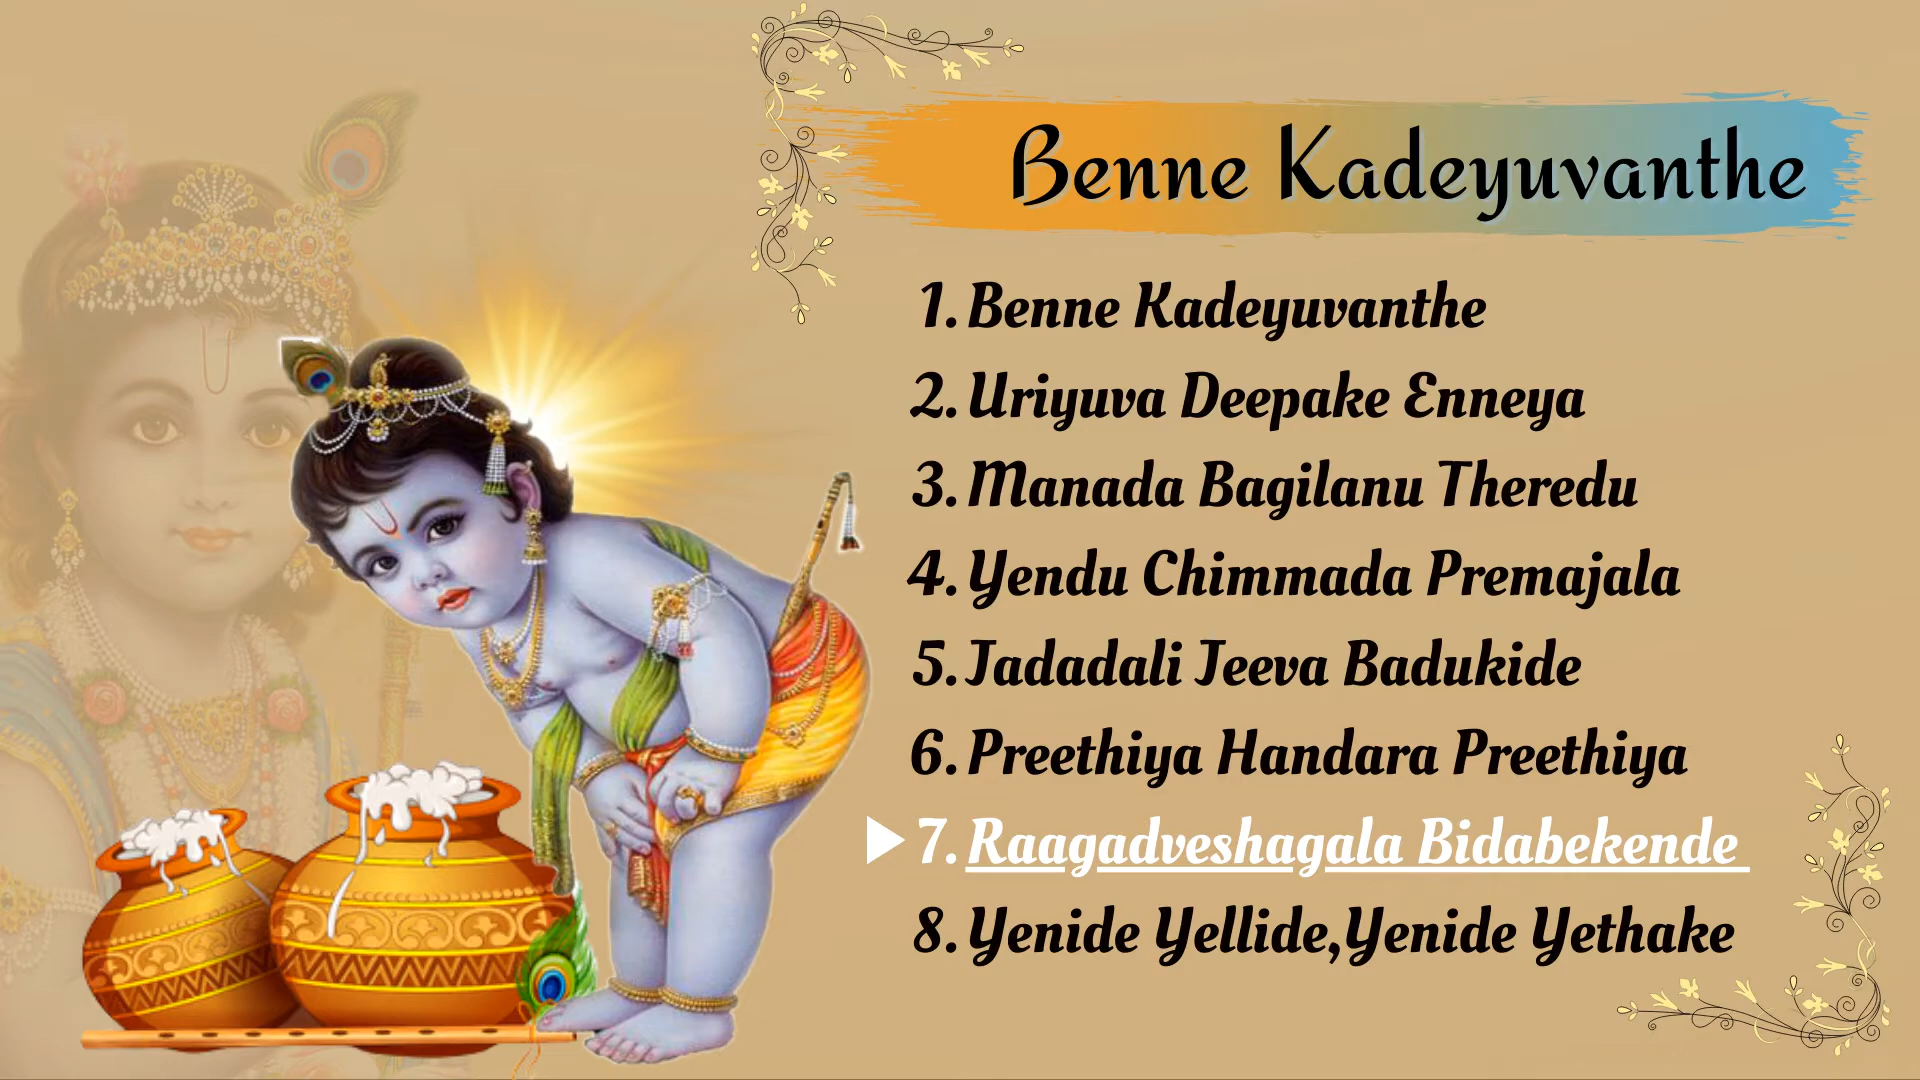 Benne Kadeyuvanthe
1. Benne Kadeyuvanthe
2. Uriyuva Deepake Enneya
3. Manada Bagilanu Theredu
4. Yendu Chimmada Premajala
5. Jadadali Jeeva Badukide
6. Preethiya Handara Preethiya
7. Raagadveshagala Bidabekende
8. Yenide Yellide,Yenide Yethake